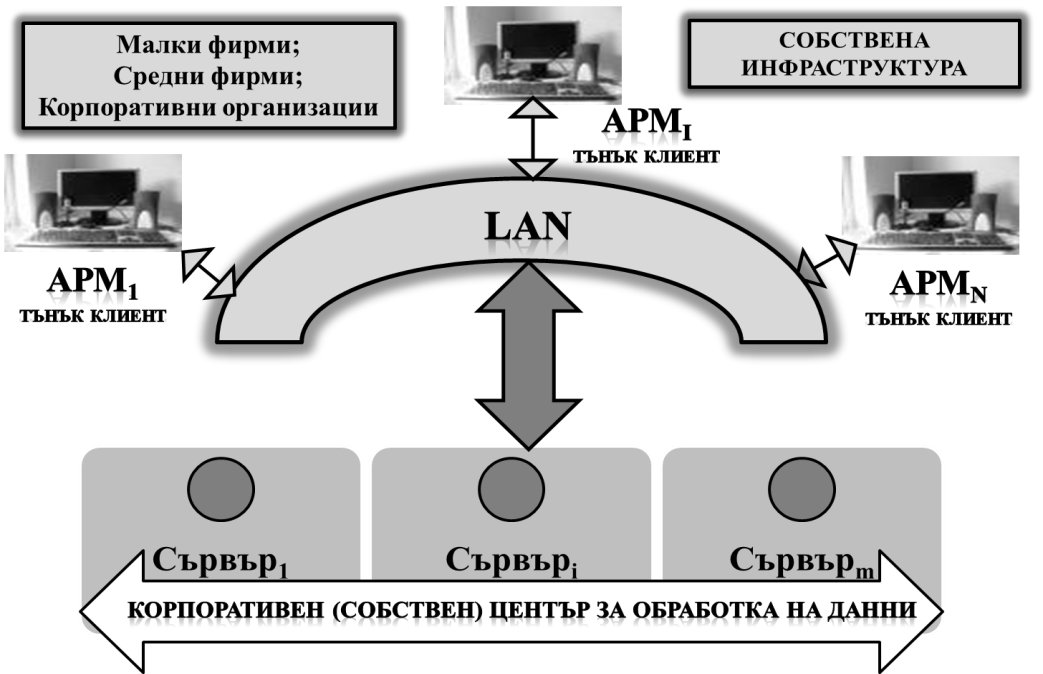 Малки фирми;
Средни фирми;
Корпоративни организации
СОБСТВЕНА
ИНФРАСТРУКТУРА
АРМI
ТЪНЪК КЛИЕНТ
LAN
АРМ1
ТЪНЪК КЛИЕНТ
АРМN
ТЪНЪК КЛИЕНТ
Сървър1
Сървърi
Сървърm
КОРПОРАТИВЕН (СОБСТВЕН) ЦЕНТЪР ЗА ОБРАБОТКА НА ДАННИ